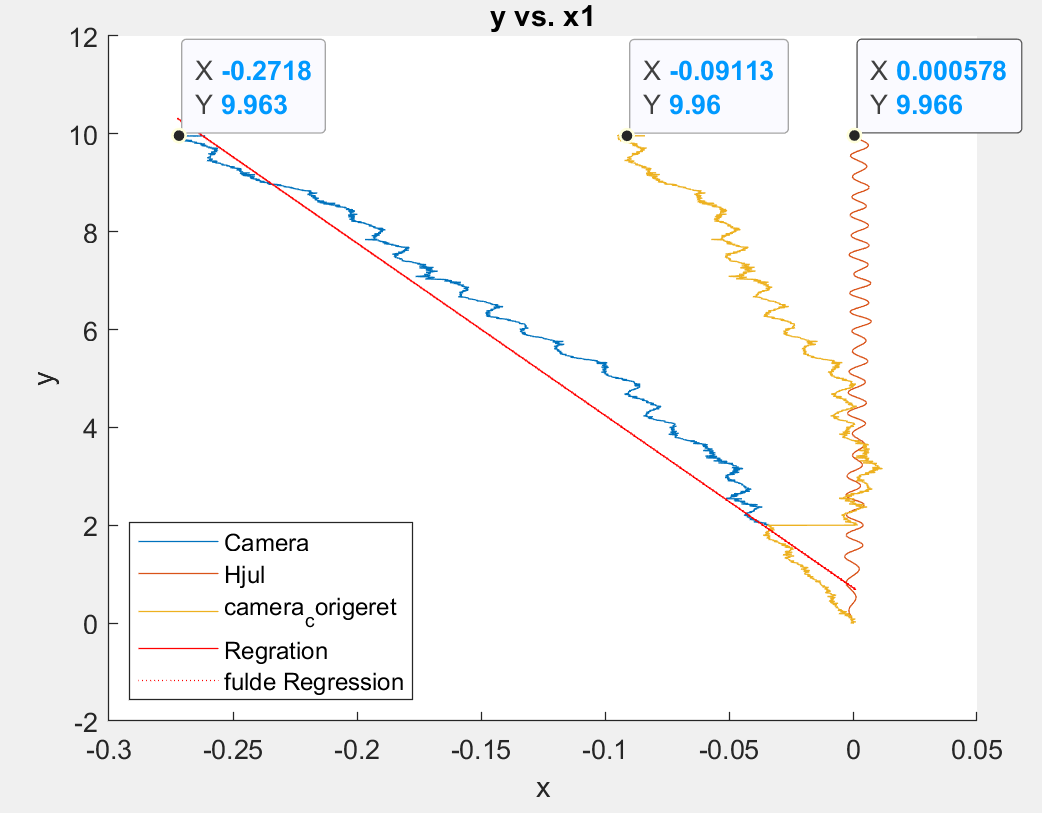 y vs. x1
X -0.2718
Y 9.963
X -0.09113
Y 9.96
X 0.000578
Y 9.966
12
10
8
6
4
2
0
-2
y
Camera
Hjul
camera_corigeret
Regration
fulde Regression
-0.3 -0.25 -0.2 -0.15 -0.1 -0.05 0 0.05
x